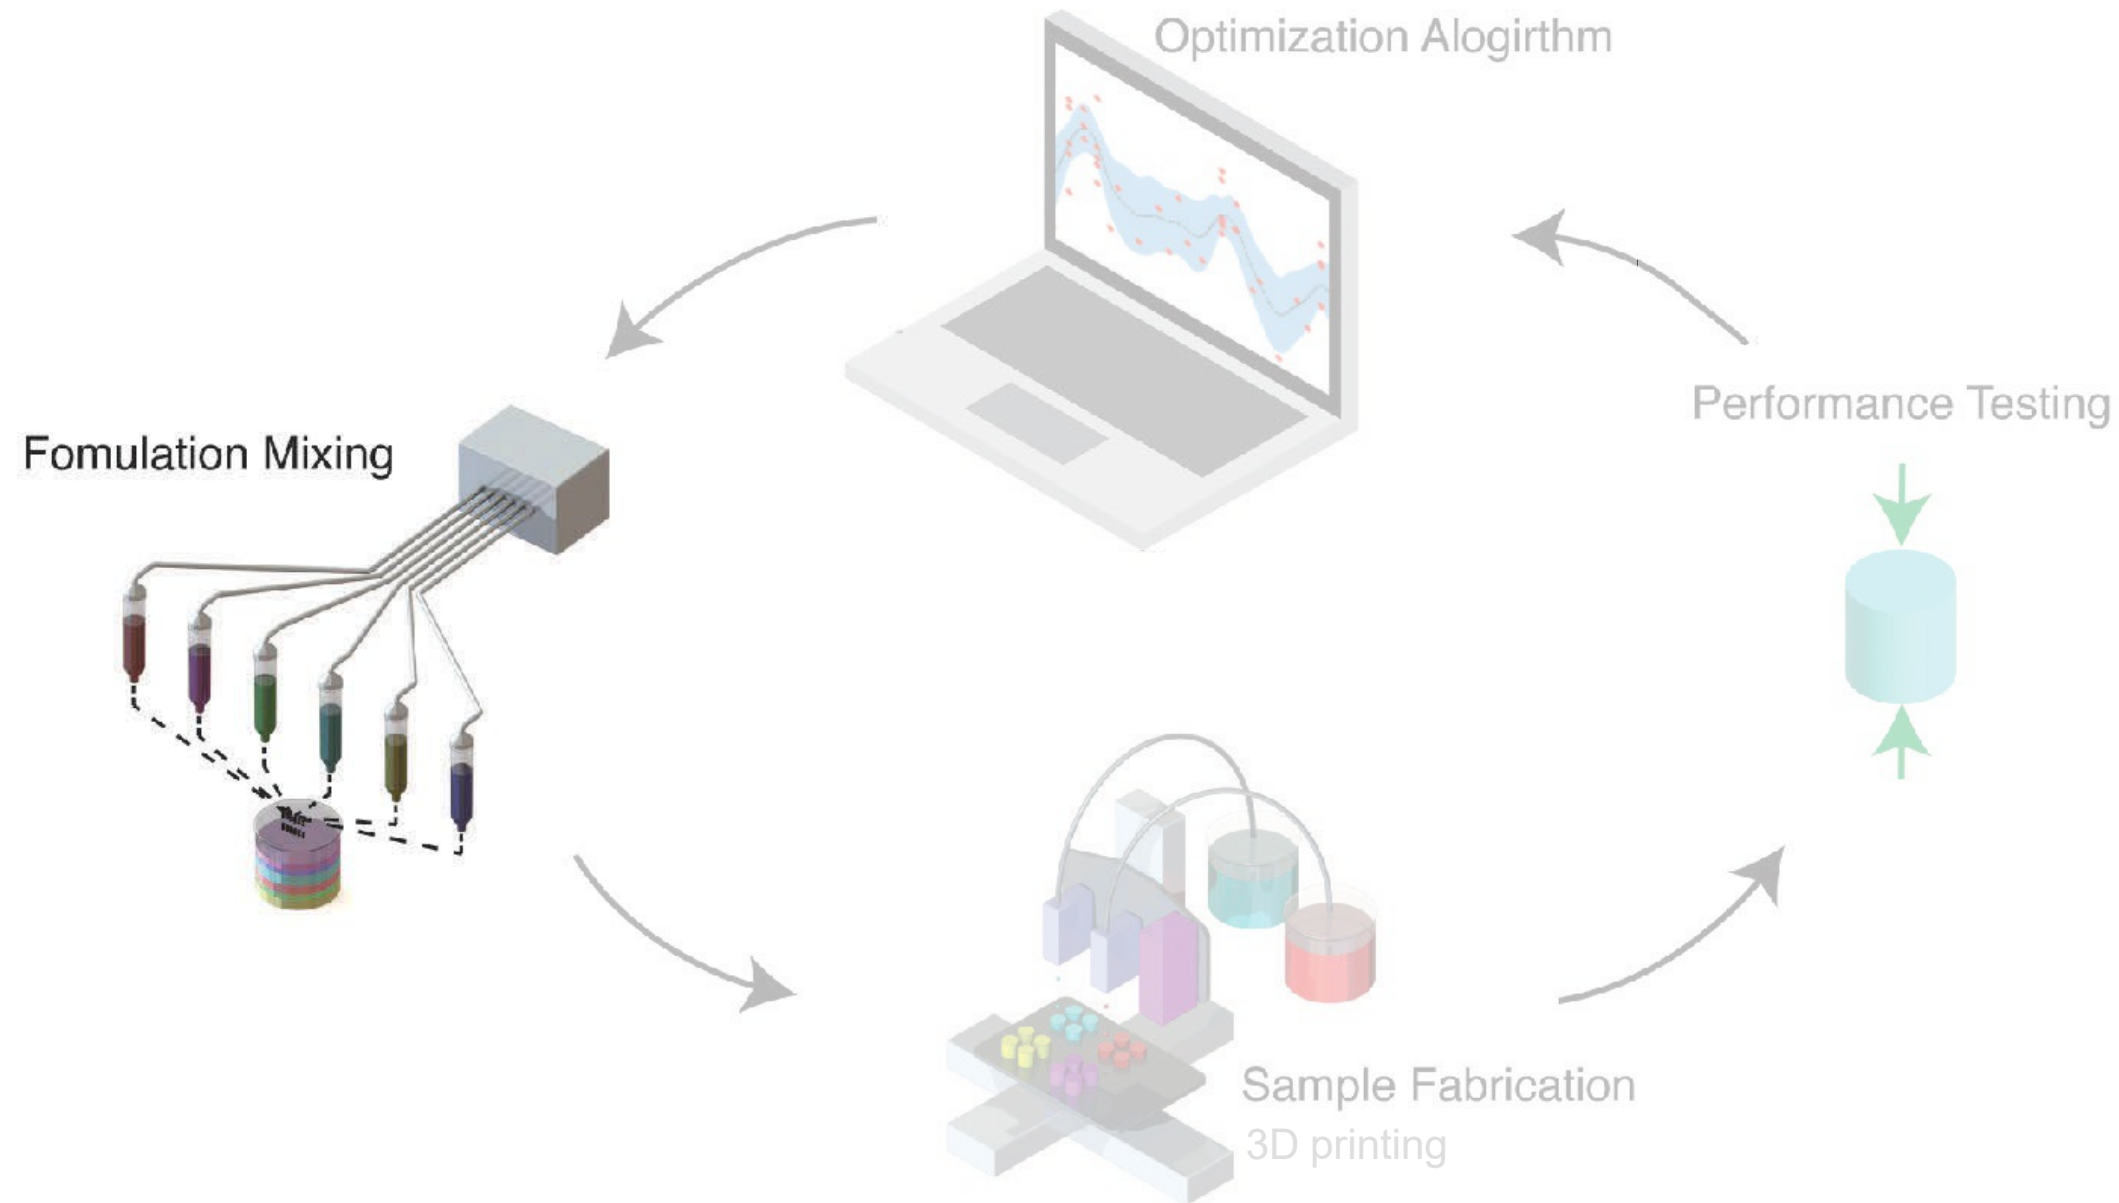 Optimization Alogirthm
Performance Testing
Fomulation Mixing
Sample Fabrication
3D printing